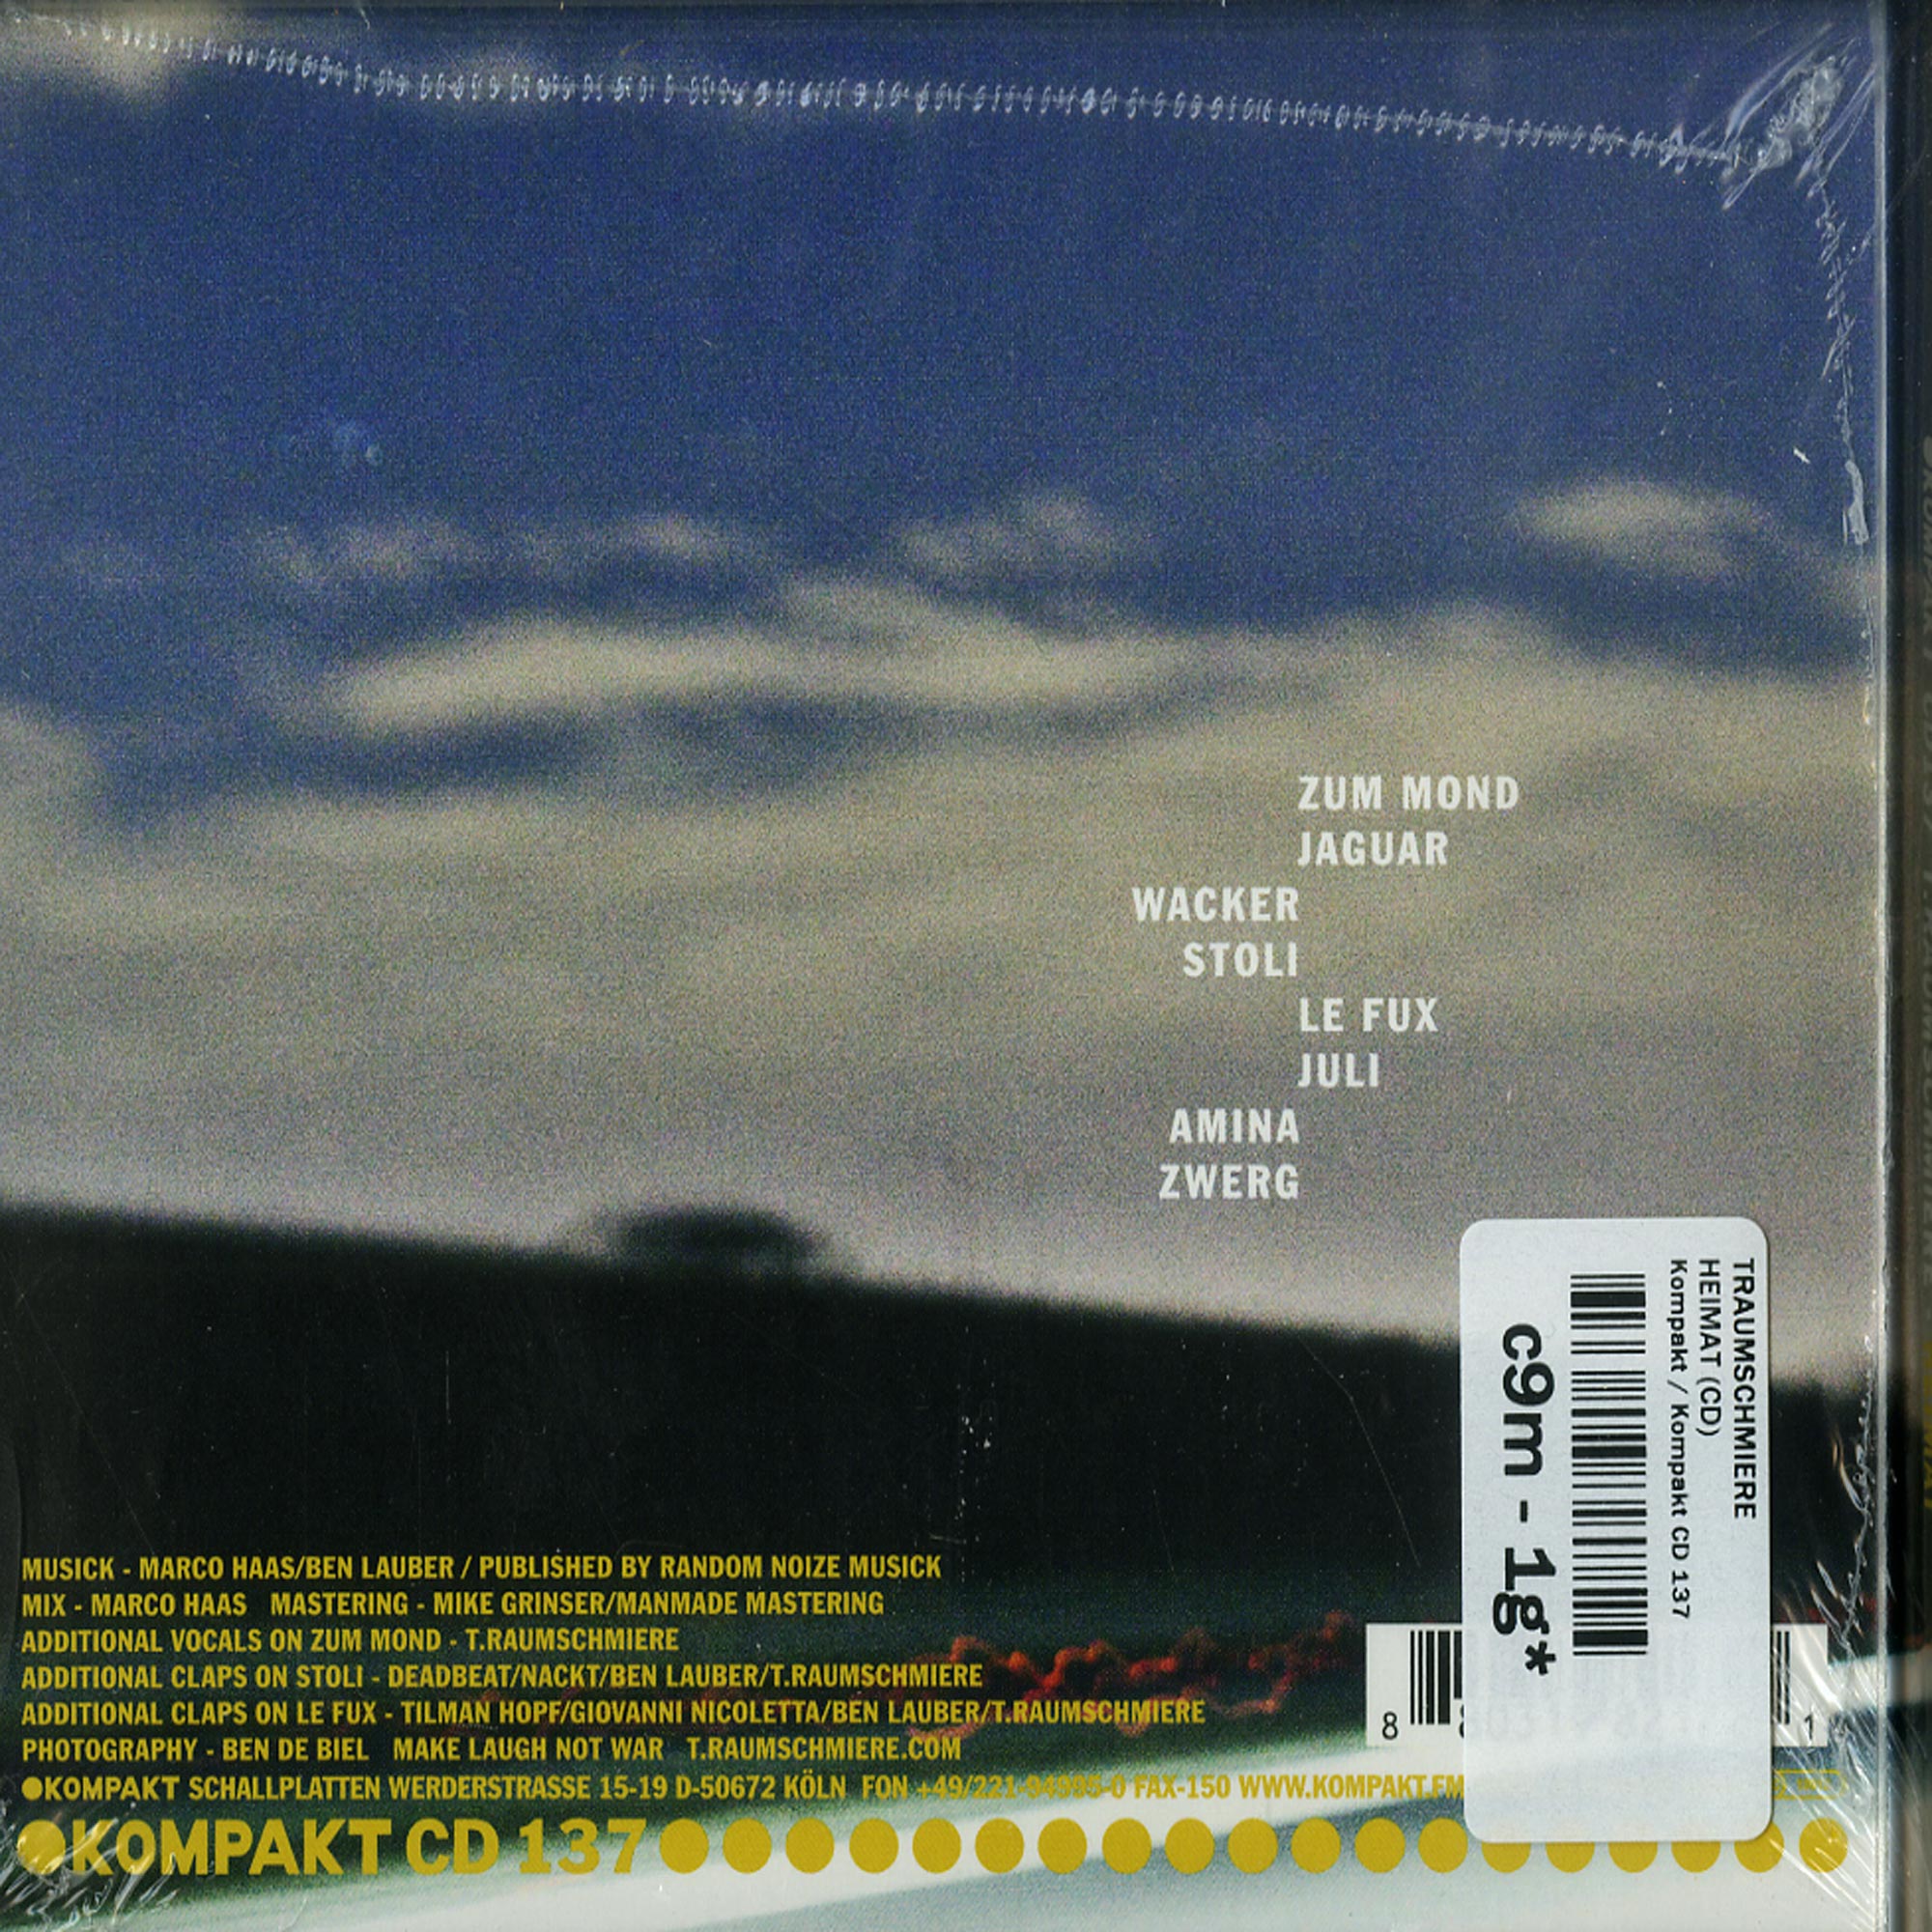 ZUM MOND
JAGUAR
WACKER
STOLI
LE FUX
JULI
AMINA
ZWERG
TRAUMSCHMIERE
HEIMAT (CD)
Kompakt / Kompakt CD 137
c9m - 1g*
MUSICK - MARCO HAAS/BEN LAUBER / PUBLISHED BY RANDOM NOIZE MUSICK
MIX - MARCO HAAS MASTERING - MIKE GRINSER/MANMADE MASTERING
ADDITIONAL VOCALS ON ZUM MOND - T.RAUMSCHMIERE
ADDITIONAL CLAPS ON STOLI - DEADBEAT/NACKT/BEN LAUBER/T.RAUMSCHMIERE
ADDITIONAL CLAPS ON LE FUX - TILMAN HOPF/GIOVANNI NICOLETTA/BEN LAUBER/T.RAUMSCHMIERE
PHOTOGRAPHY - BEN DE BIEL MAKE LAUGH NOT WAR T.RAUMSCHMIERE.COM
KOMPAKT SCHALLPLATTEN WERDERSTRASSE 15-19 D-50672 KÖLN FON +49/221-94995-0 FAX-150 WWW.KOMPAKT.FM
8 1
KOMPAKT CD 137